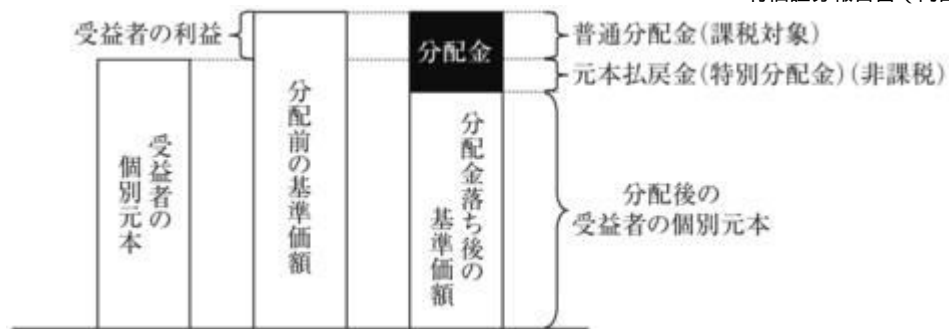 受益者の利益
分配金
普通分配金(課税対象)
元本払戻金(特別分配金)(非課税)
受益者の
個別元本
分配前の基準価額
分配金落ち後の
基準価額
分配後の
受益者の個別元本